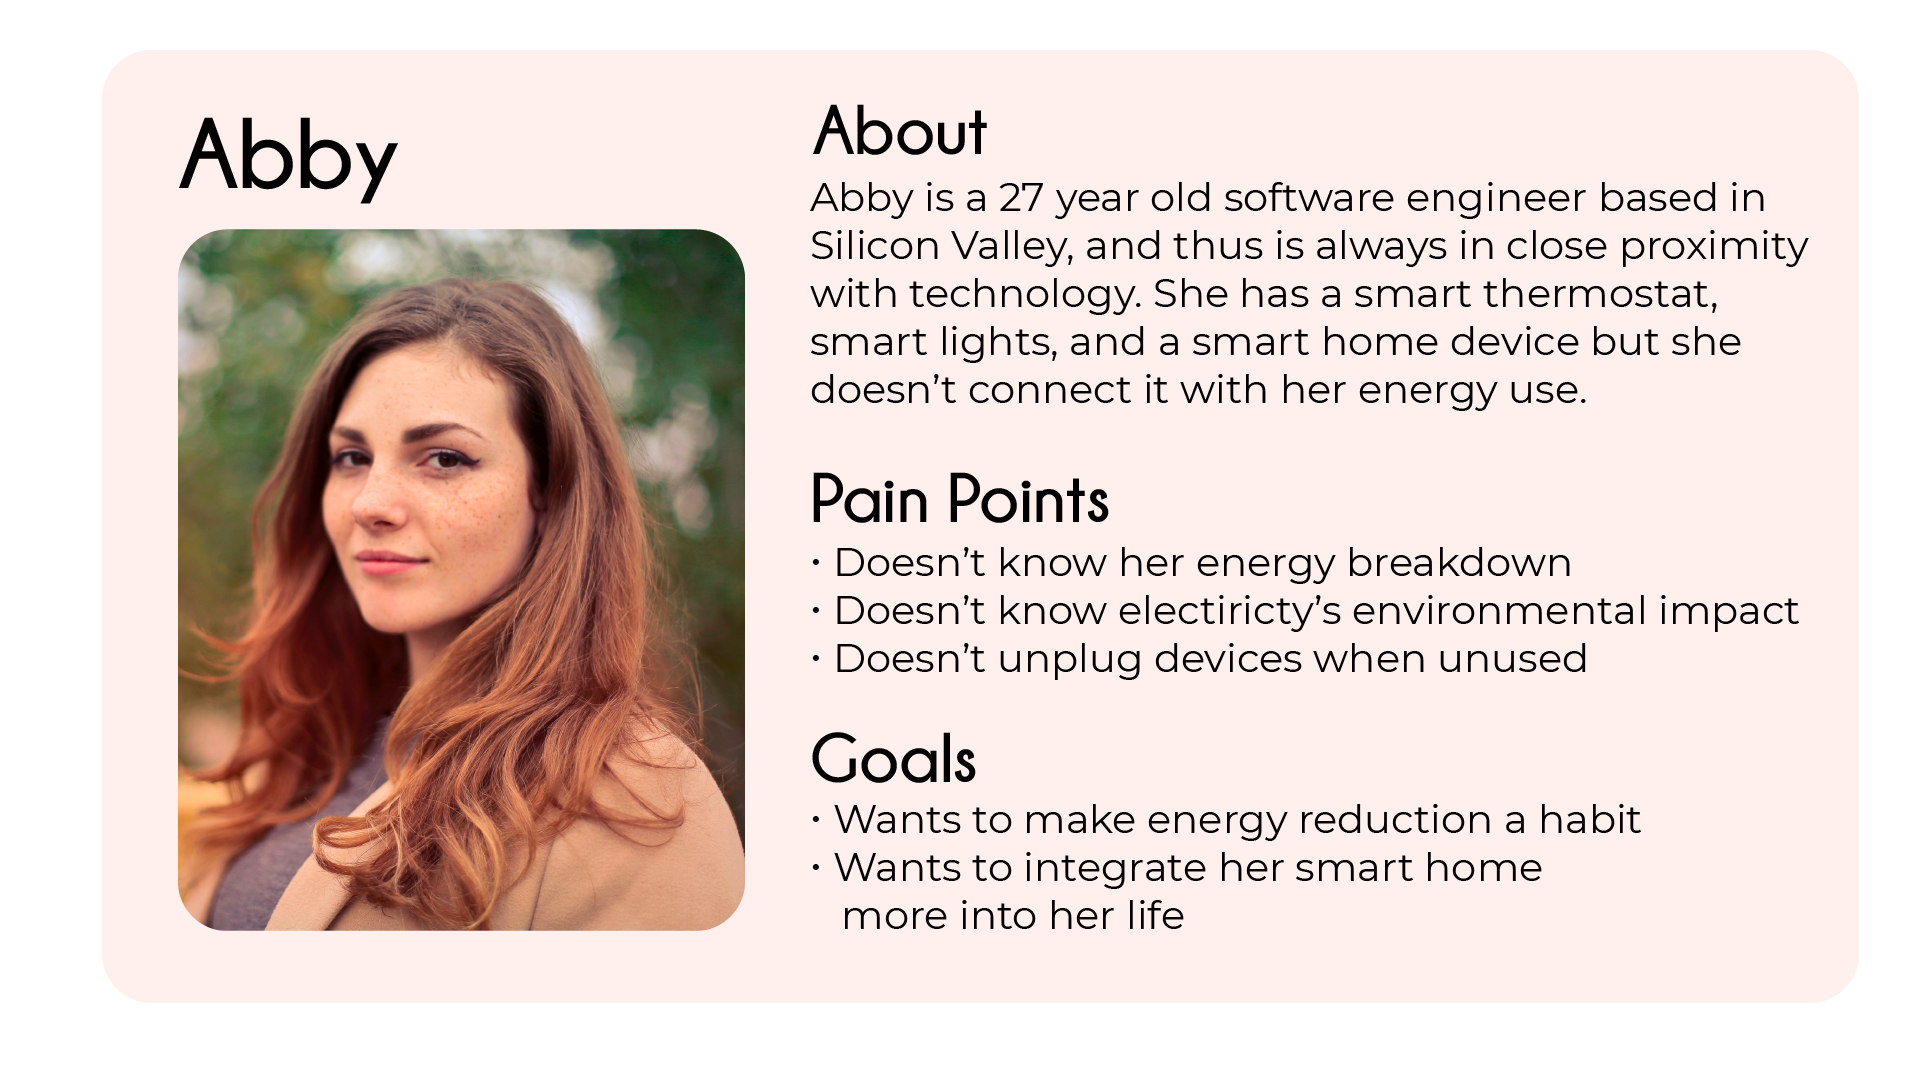 Abby
About
Abby is a 27 year old software engineer based in
Silicon Valley, and thus is always in close proximity
with technology. She has a smart thermostat,
smart lights, and a smart home device but she
doesn’t connect it with her energy use.
Pain Points
• Doesn’t know her energy breakdown
• Doesn’t know electiricty’s environmental impact
• Doesn’t unplug devices when unused
Goals
• Wants to make energy reduction a habit
• Wants to integrate her smart home
more into her life